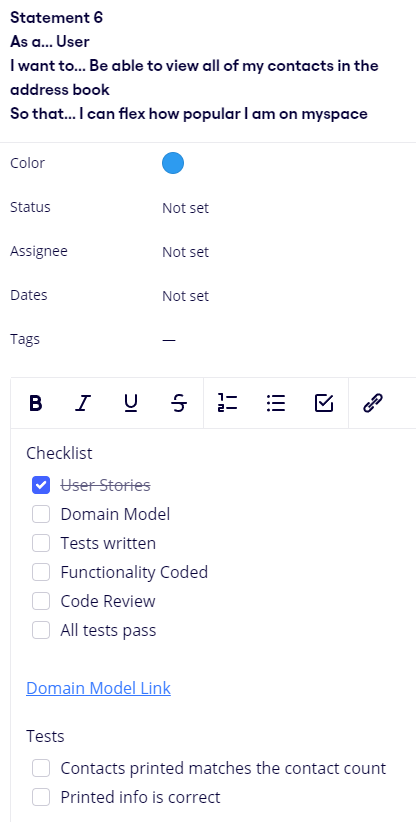 Statement 6
As a... User
I want to... Be able to view all of my contacts in the
address book
So that... I can flex how popular I am on myspace
Color
Status Not set
Assignee Not set
Dates Not set
Tags —
B I U S
Checklist
User Stories
Domain Model
Tests written
Functionality Coded
Code Review
All tests pass
Domain Model Link
Tests
Contacts printed matches the contact count
Printed info is correct